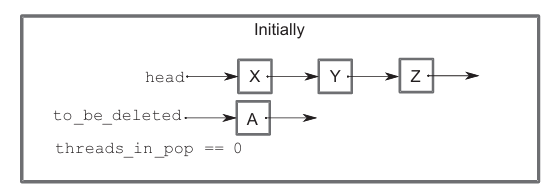 Initially
head X Y Z
to_be_deleted A
threads_in_pop == 0